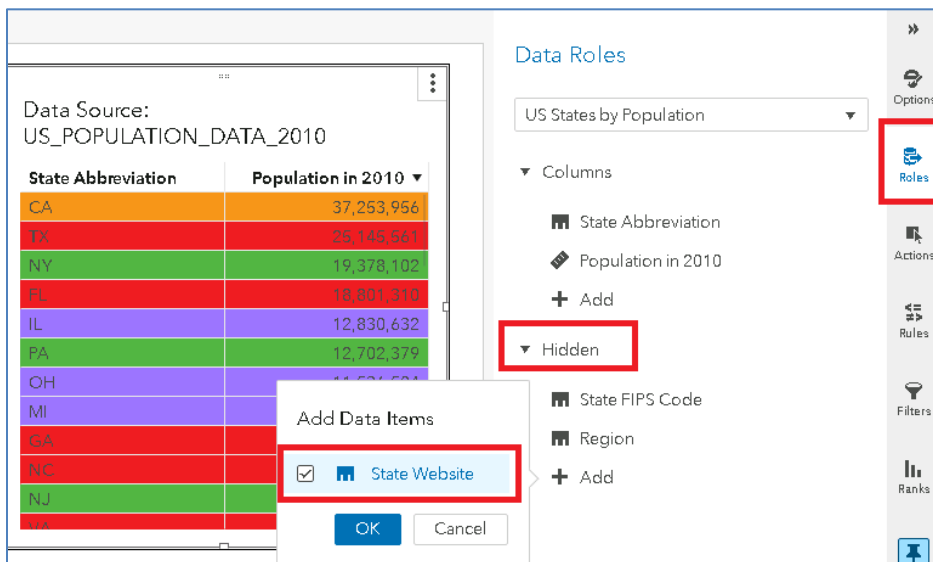 Data Source:
US_POPULATION_DATA_2010
State Abbreviation Population in 2010
CA 37,253,956
TX 25,145,561
NY 19,378,102
FL 18,801,310
IL 12,830,632
PA 12,702,379
OH
MI
GA
NC
NJ
Add Data Items
State Website
OK Cancel
Data Roles
US States by Population
Columns
State Abbreviation
Population in 2010
Add
Hidden
State FIPS Code
Region
Add
Options
Roles
Actions
Rules
Filters
Ranks